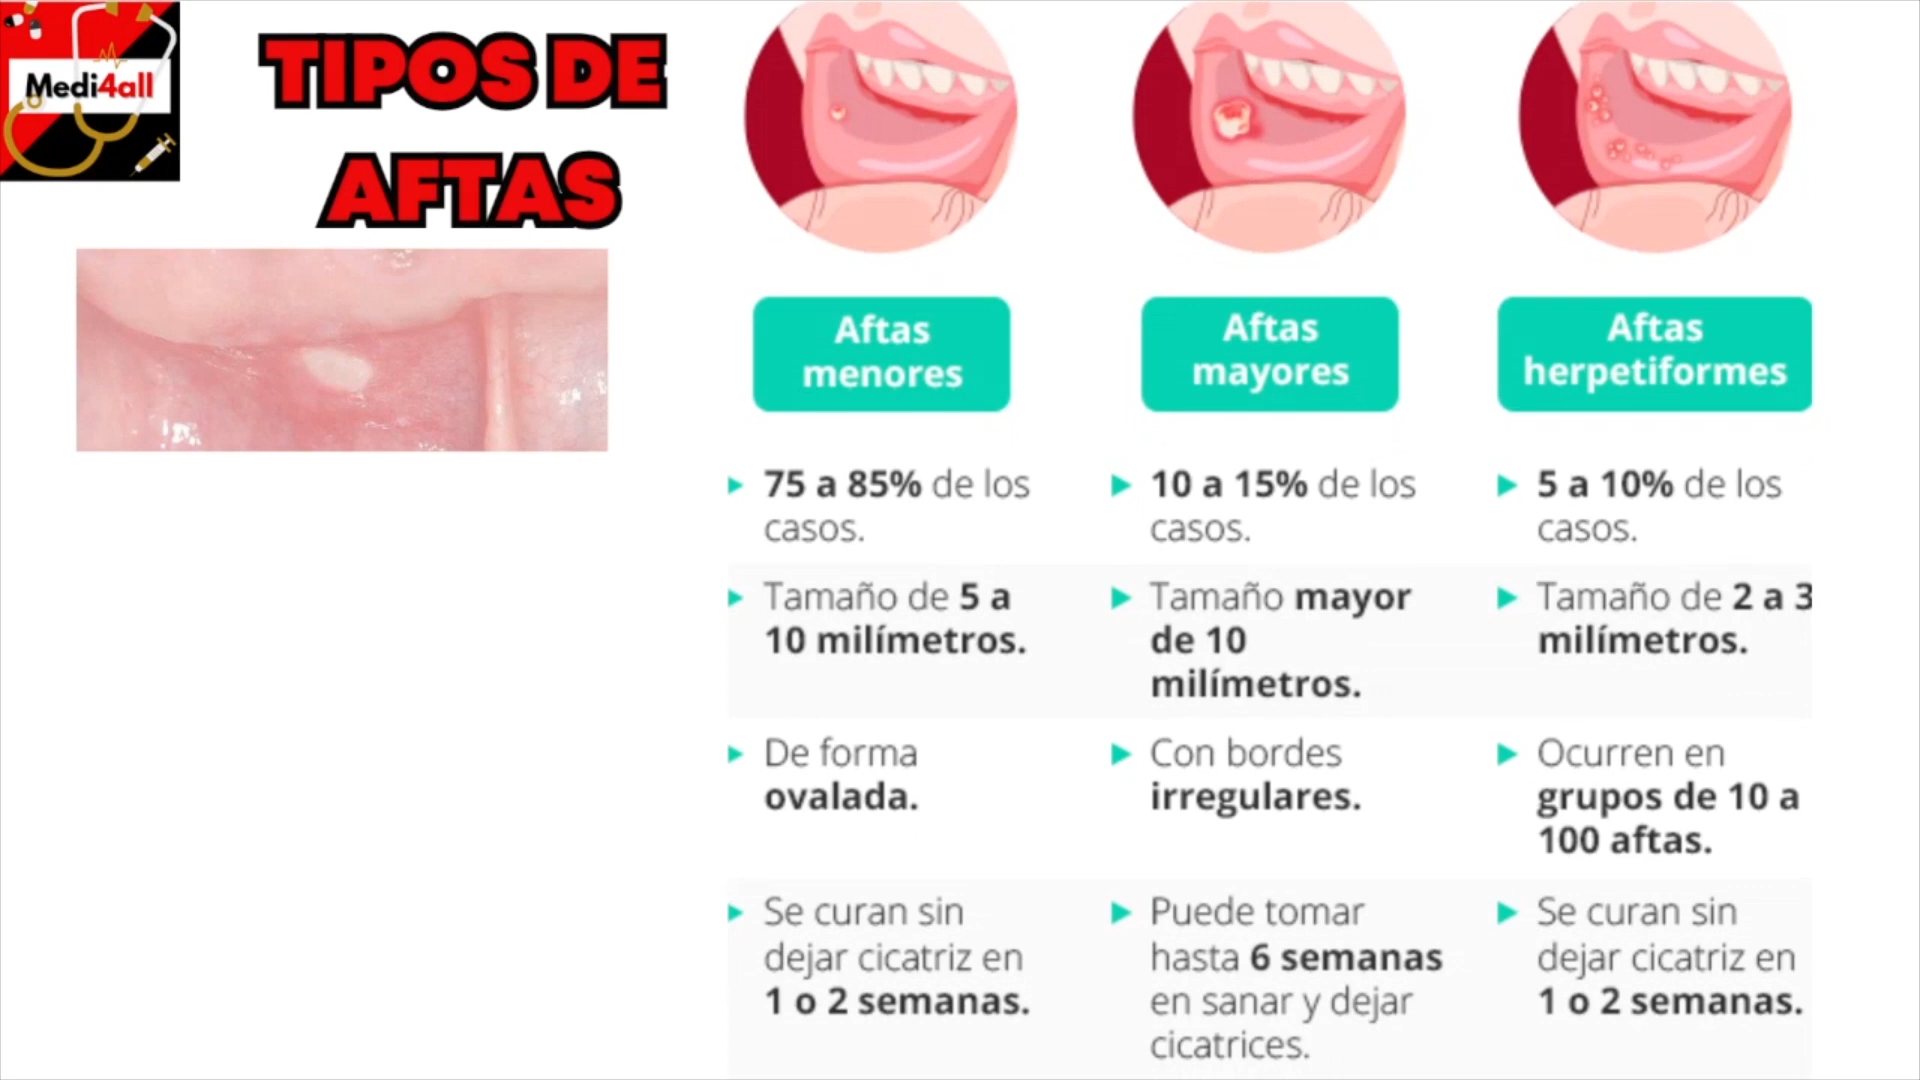 Medi4all
TIPOS DE
AFTAS
Aftas
menores
75 a 85% de los
casos.
Tamaño de 5 a
10 milímetros.
De forma
ovalada.
Se curan sin
dejar cicatriz en
1 o 2 semanas.
Aftas
mayores
10 a 15% de los
casos.
Tamaño mayor
de 10
milímetros.
Con bordes
irregulares.
Puede tomar
hasta 6 semanas
en sanar y dejar
cicatrices.
Aftas
herpetiformes
5 a 10% de los
casos.
Tamaño de 2 a 3
milímetros.
Ocurren en
grupos de 10 a
100 aftas.
Se curan sin
dejar cicatriz en
1 o 2 semanas.